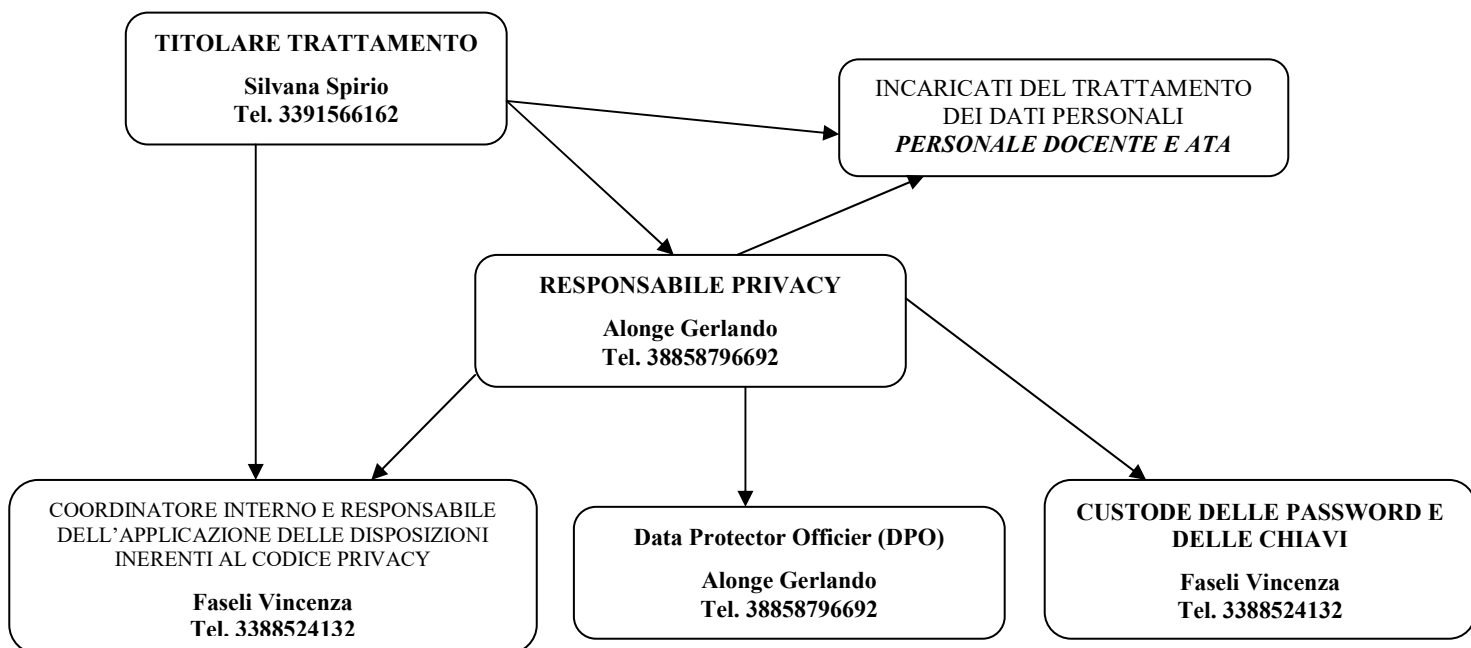 TITOLARE TRATTAMENTO
Silvana Spirio
Tel. 3391566162
INCARICATI DEL TRATTAMENTO
DEI DATI PERSONALI
PERSONALE DOCENTE E ATA
RESPONSABILE PRIVACY
Alonge Gerlando
Tel. 38858796692
COORDINATORE INTERNO E RESPONSABILE
DELL’APPLICAZIONE DELLE DISPOSIZIONI
INERENTI AL CODICE PRIVACY
Faseli Vincenza
Tel. 3388524132
Data Protector Officier (DPO)
Alonge Gerlando
Tel. 38858796692
CUSTODE DELLE PASSWORD E
DELLE CHIAVI
Faseli Vincenza
Tel. 3388524132